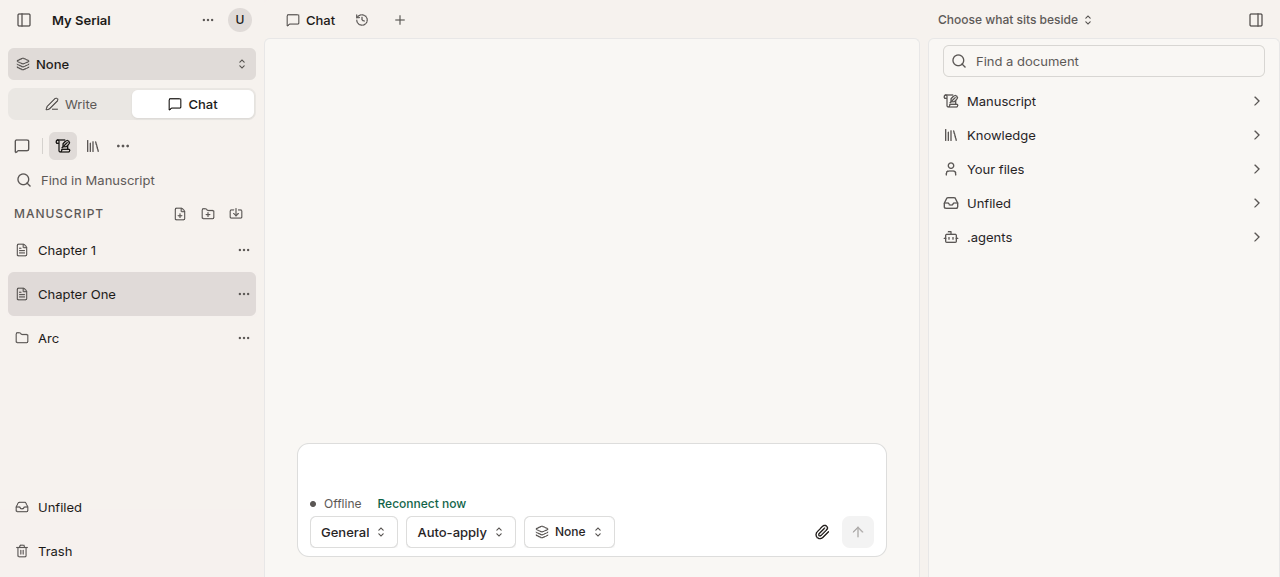 My Serial
U
None
Write
Chat
Find in Manuscript
MANUSCRIPT
Chapter 1
Chapter One
Arc
Unfiled
Trash
Chat
Offline
Reconnect now
General
Auto-apply
None
Choose what sits beside
Find a document
Manuscript
Knowledge
Your files
Unfiled
.agents